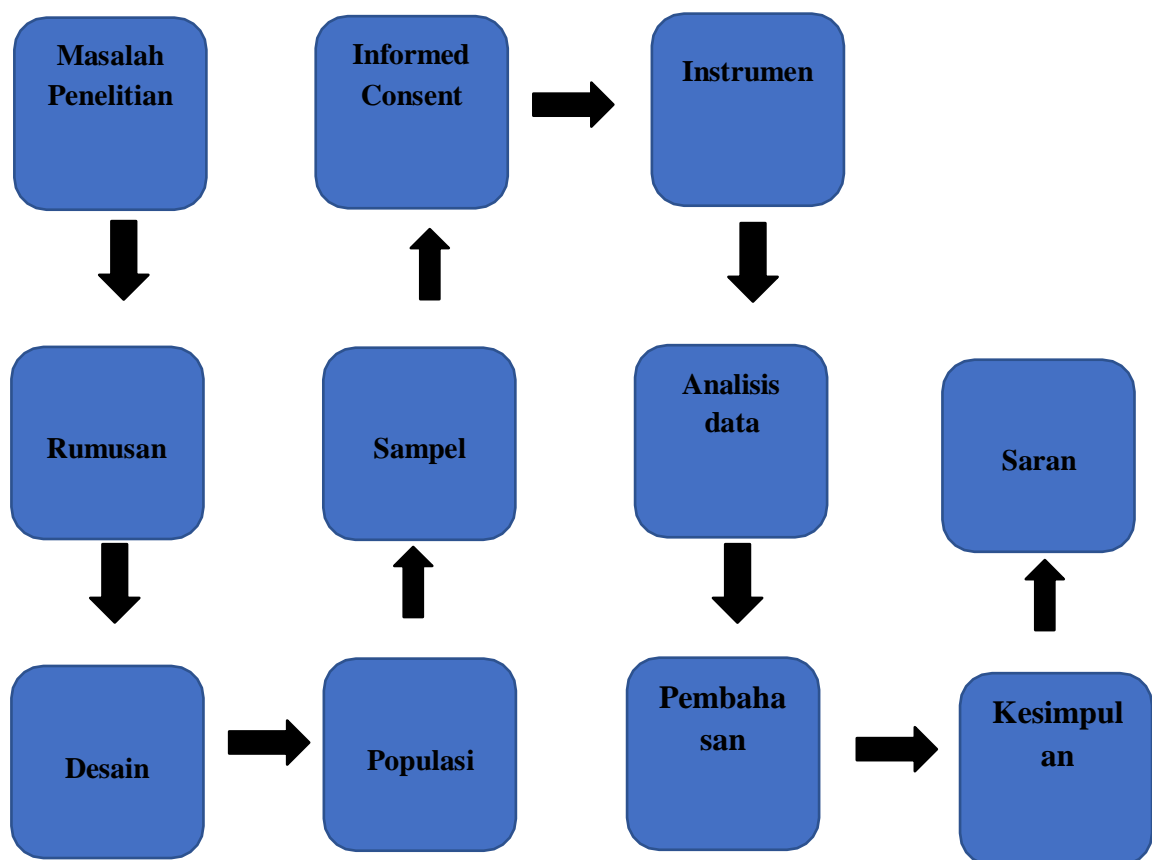 Masalah
Penelitian
Rumusan
Desain
Populasi
Sampel
Informed
Consent
Instrumen
Analisis
data
Pembaha
san
Kesimpul
an
Saran